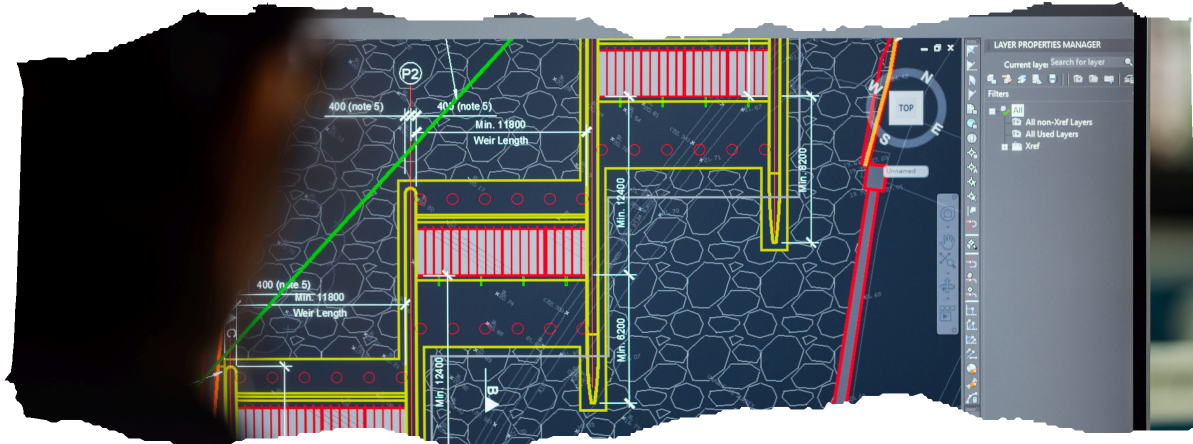 LAYER PROPERTIES MANAGER
Current layer
Search for layer
Filters
All
All non-Xref Layers
All Used Layers
Xref
N
W
TOP
E
S
Unnamed
P2
400 (note 5)
400 (note 5)
Min. 11800
Weir Length
Min. 8200
Min. 12400
400 (note 5)
Min. 11800
Weir Length
C
Min. 6200
Min. 12400
B